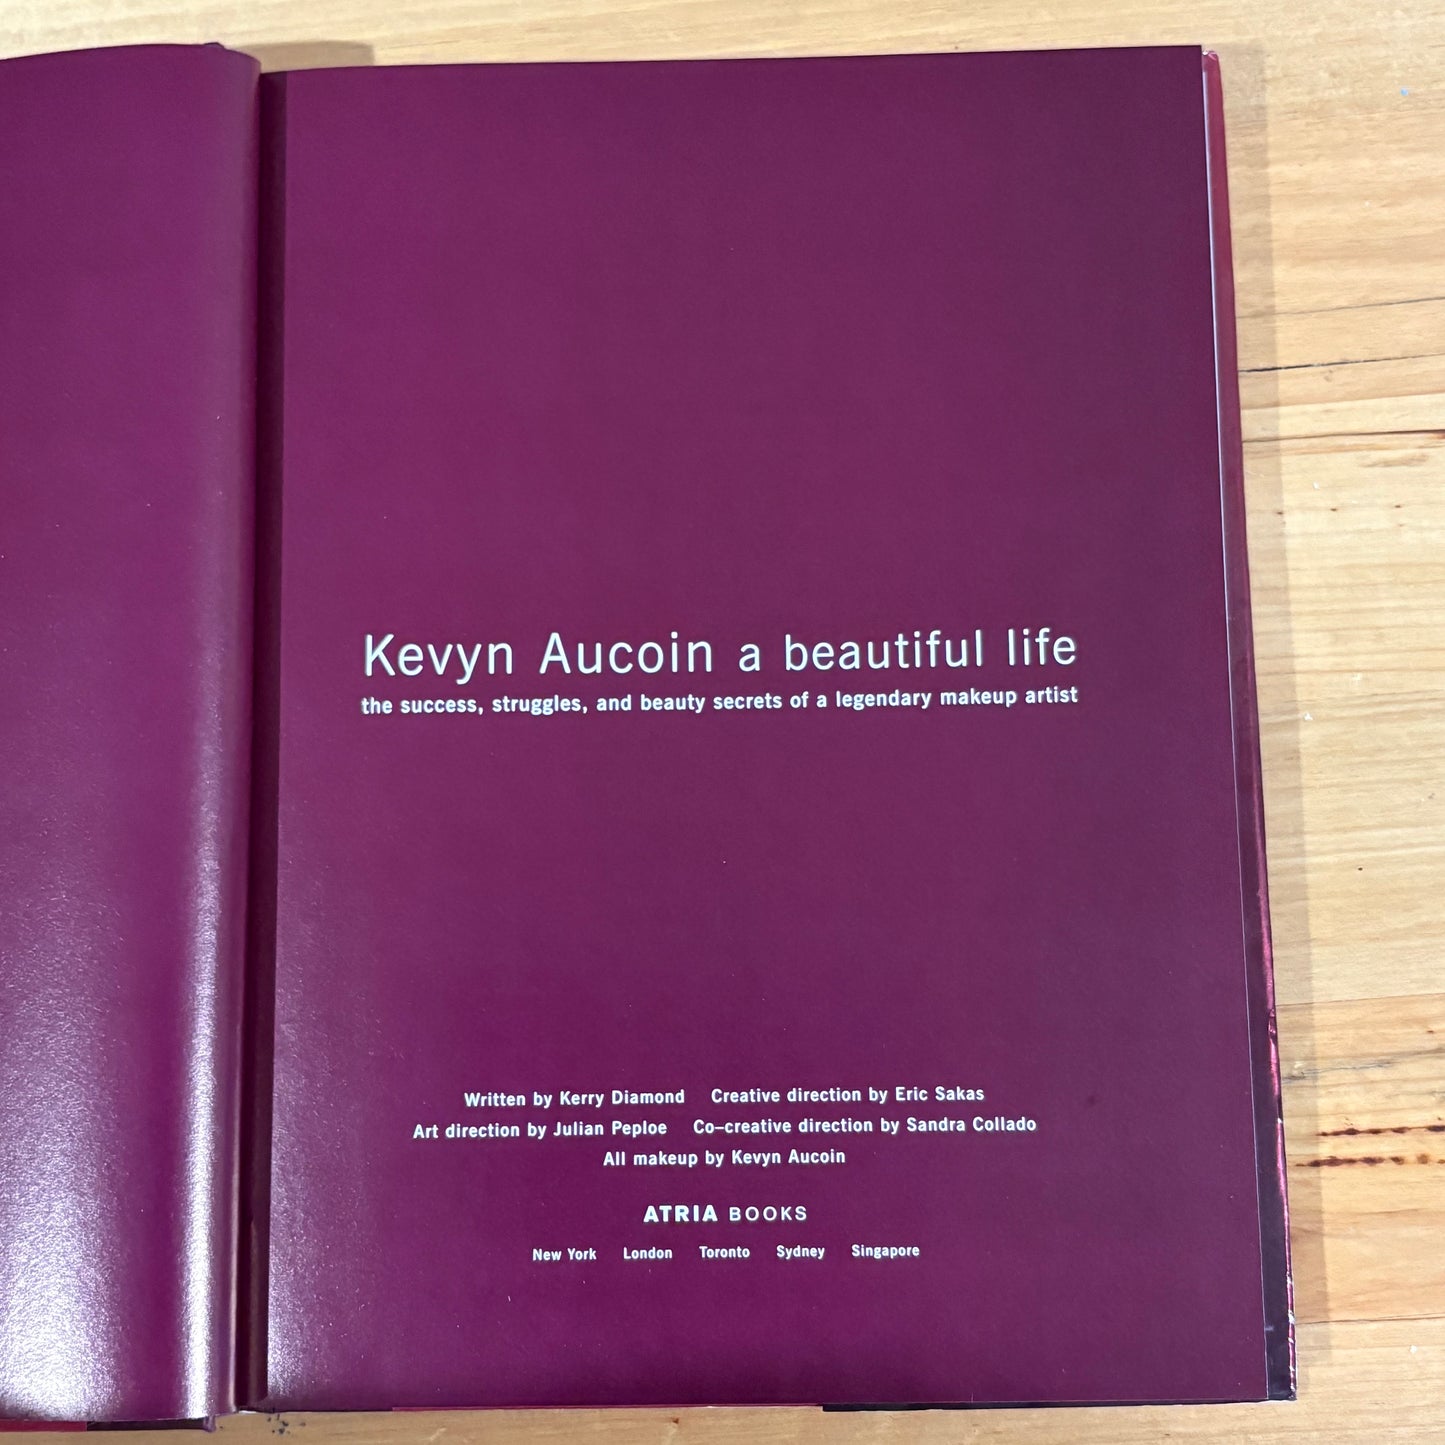 Kevyn Aucoin a beautiful life
the success, struggles, and beauty secrets of a legendary makeup artist
Written by Kerry Diamond Creative direction by Eric Sakas
Art direction by Julian Peploe Co–creative direction by Sandra Collado
All makeup by Kevyn Aucoin
ATRIA BOOKS
New York London Toronto Sydney Singapore